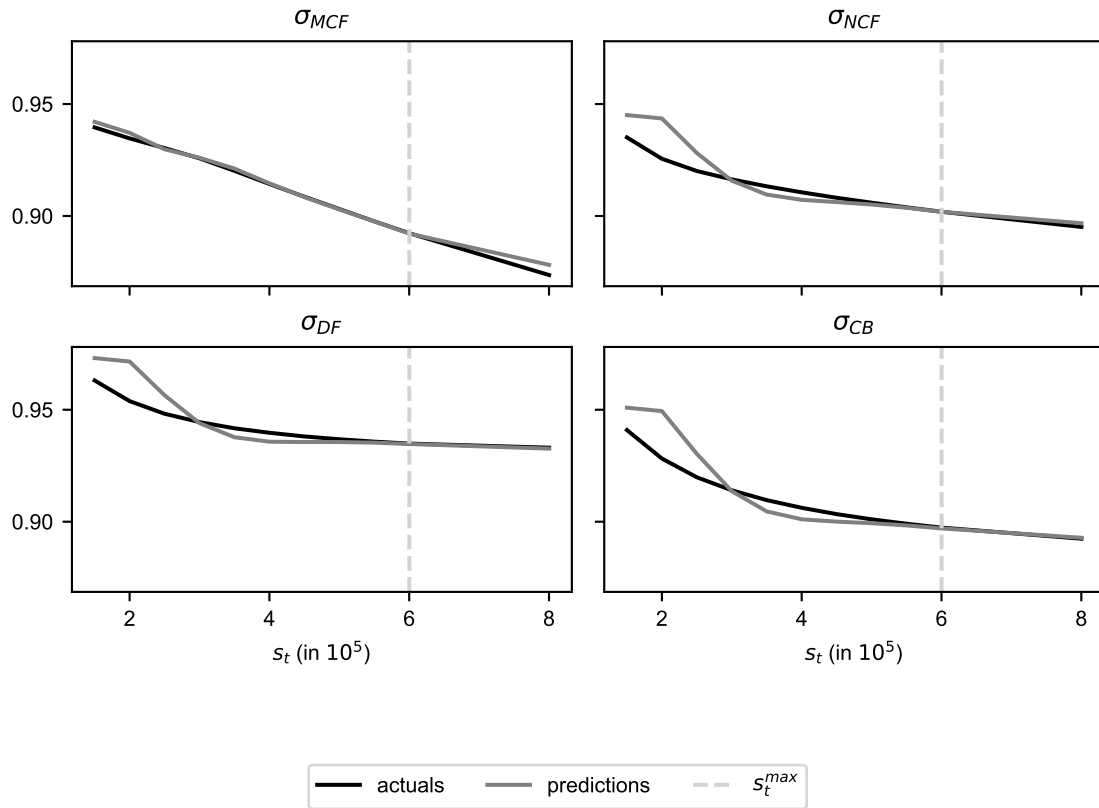 σ_MCF σ_NCF
0.95
0.90
σ_DF σ_CB
0.95
0.90
2 4 6 8 2 4 6 8
s_t (in 10^5) s_t (in 10^5)
actuals predictions s_t^max